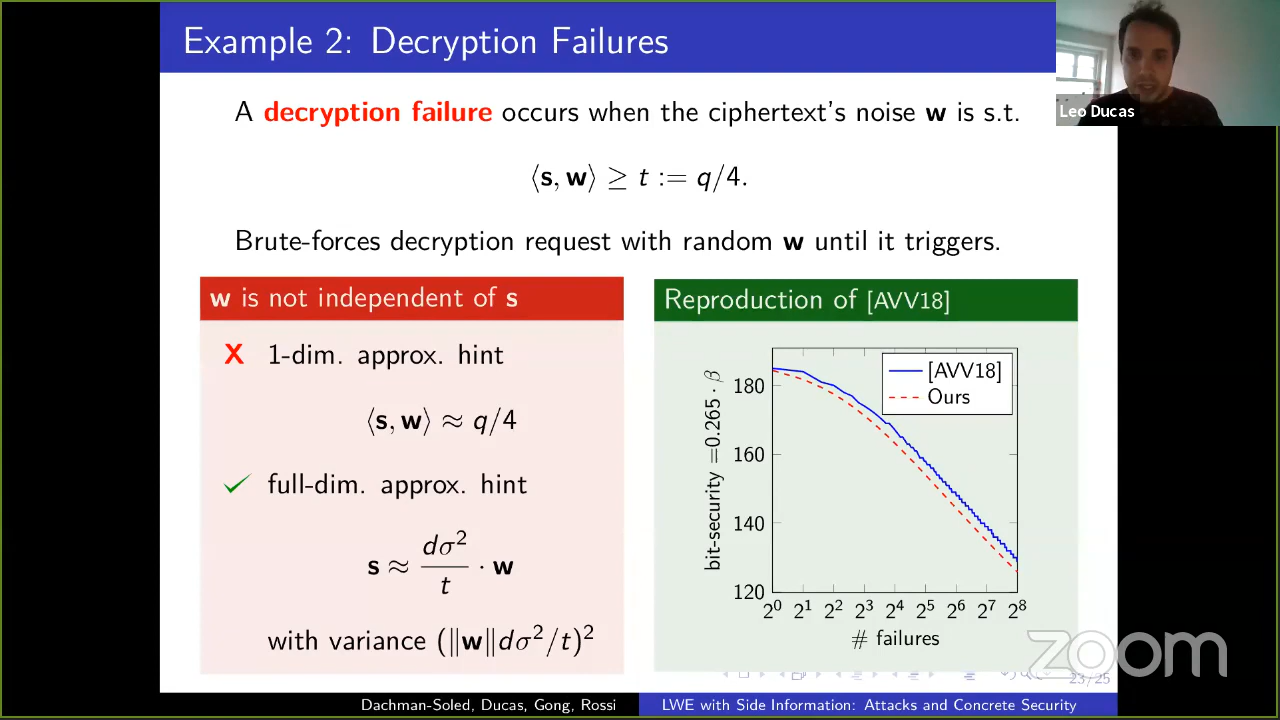 Example 2: Decryption Failures
Leo Ducas
A decryption failure occurs when the ciphertext's noise w is s.t.
⟨s, w⟩ ≥ t := q/4.
Brute-forces decryption request with random w until it triggers.
w is not independent of s
X 1-dim. approx. hint
⟨s, w⟩ ≈ q/4
✓ full-dim. approx. hint
s ≈ dσ²/t · w
with variance (‖w‖dσ²/t)²
Reproduction of [AVV18]
[AVV18]
Ours
bit-security =0.265 · β
180
160
140
120
2⁰ 2¹ 2² 2³ 2⁴ 2⁵ 2⁶ 2⁷ 2⁸
# failures
zoom
23/25
Dachman-Soled, Ducas, Gong, Rossi
LWE with Side Information: Attacks and Concrete Security